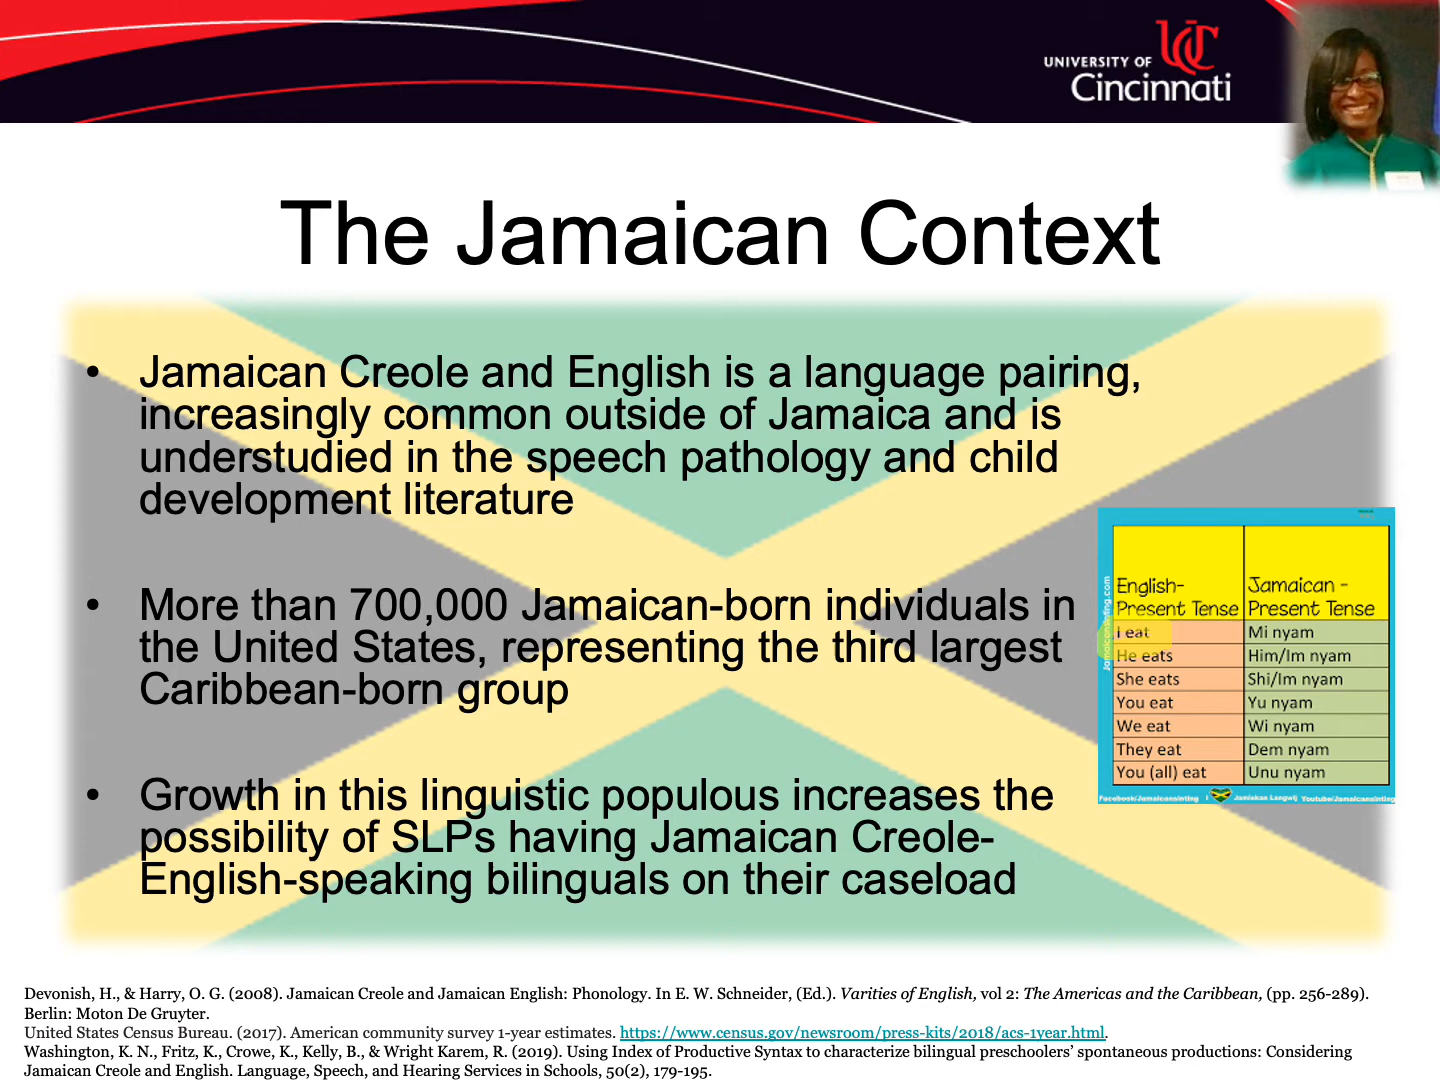 UNIVERSITY OF
Cincinnati
The Jamaican Context
• Jamaican Creole and English is a language pairing,
increasingly common outside of Jamaica and is
understudied in the speech pathology and child
development literature
• More than 700,000 Jamaican-born individuals in
the United States, representing the third largest
Caribbean-born group
• Growth in this linguistic populous increases the
possibility of SLPs having Jamaican Creole-
English-speaking bilinguals on their caseload
Jamaicansinting.com
English- Jamaican -
Present Tense Present Tense
I eat Mi nyam
He eats Him/Im nyam
She eats Shi/Im nyam
You eat Yu nyam
We eat Wi nyam
They eat Dem nyam
You (all) eat Unu nyam
Facebook/Jamaicansinting Jamiekan Langwij Youtube/Jamaicansinting
Devonish, H., & Harry, O. G. (2008). Jamaican Creole and Jamaican English: Phonology. In E. W. Schneider, (Ed.). Varities of English, vol 2: The Americas and the Caribbean, (pp. 256-289).
Berlin: Moton De Gruyter.
United States Census Bureau. (2017). American community survey 1-year estimates. https://www.census.gov/newsroom/press-kits/2018/acs-1year.html.
Washington, K. N., Fritz, K., Crowe, K., Kelly, B., & Wright Karem, R. (2019). Using Index of Productive Syntax to characterize bilingual preschoolers' spontaneous productions: Considering
Jamaican Creole and English. Language, Speech, and Hearing Services in Schools, 50(2), 179-195.